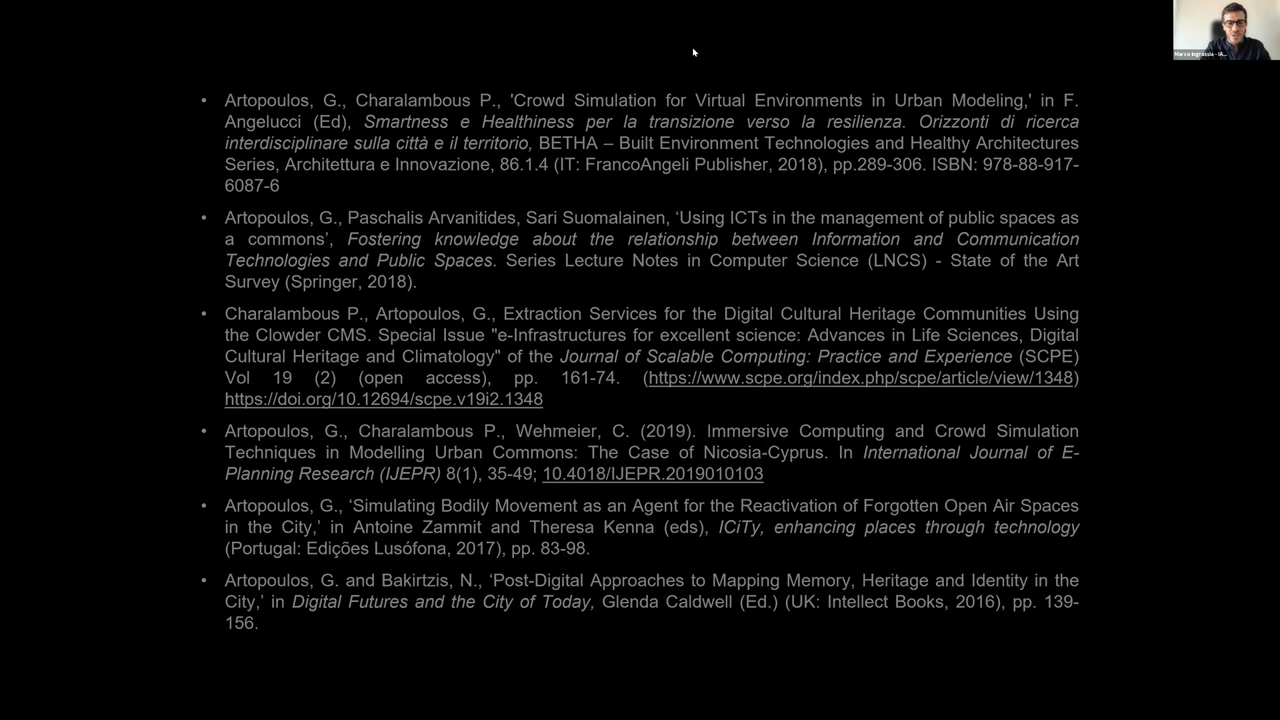 Marco Ingrassia - IA...
• Artopoulos, G., Charalambous P., 'Crowd Simulation for Virtual Environments in Urban Modeling,' in F.
Angelucci (Ed), Smartness e Healthiness per la transizione verso la resilienza. Orizzonti di ricerca
interdisciplinare sulla città e il territorio, BETHA – Built Environment Technologies and Healthy Architectures
Series, Architettura e Innovazione, 86.1.4 (IT: FrancoAngeli Publisher, 2018), pp.289-306. ISBN: 978-88-917-
6087-6
• Artopoulos, G., Paschalis Arvanitides, Sari Suomalainen, ‘Using ICTs in the management of public spaces as
a commons’, Fostering knowledge about the relationship between Information and Communication
Technologies and Public Spaces. Series Lecture Notes in Computer Science (LNCS) - State of the Art
Survey (Springer, 2018).
• Charalambous P., Artopoulos, G., Extraction Services for the Digital Cultural Heritage Communities Using
the Clowder CMS. Special Issue "e-Infrastructures for excellent science: Advances in Life Sciences, Digital
Cultural Heritage and Climatology" of the Journal of Scalable Computing: Practice and Experience (SCPE)
Vol 19 (2) (open access), pp. 161-74. (https://www.scpe.org/index.php/scpe/article/view/1348)
https://doi.org/10.12694/scpe.v19i2.1348
• Artopoulos, G., Charalambous P., Wehmeier, C. (2019). Immersive Computing and Crowd Simulation
Techniques in Modelling Urban Commons: The Case of Nicosia-Cyprus. In International Journal of E-
Planning Research (IJEPR) 8(1), 35-49; 10.4018/IJEPR.2019010103
• Artopoulos, G., ‘Simulating Bodily Movement as an Agent for the Reactivation of Forgotten Open Air Spaces
in the City,’ in Antoine Zammit and Theresa Kenna (eds), ICiTy, enhancing places through technology
(Portugal: Edições Lusófona, 2017), pp. 83-98.
• Artopoulos, G. and Bakirtzis, N., ‘Post-Digital Approaches to Mapping Memory, Heritage and Identity in the
City,’ in Digital Futures and the City of Today, Glenda Caldwell (Ed.) (UK: Intellect Books, 2016), pp. 139-
156.